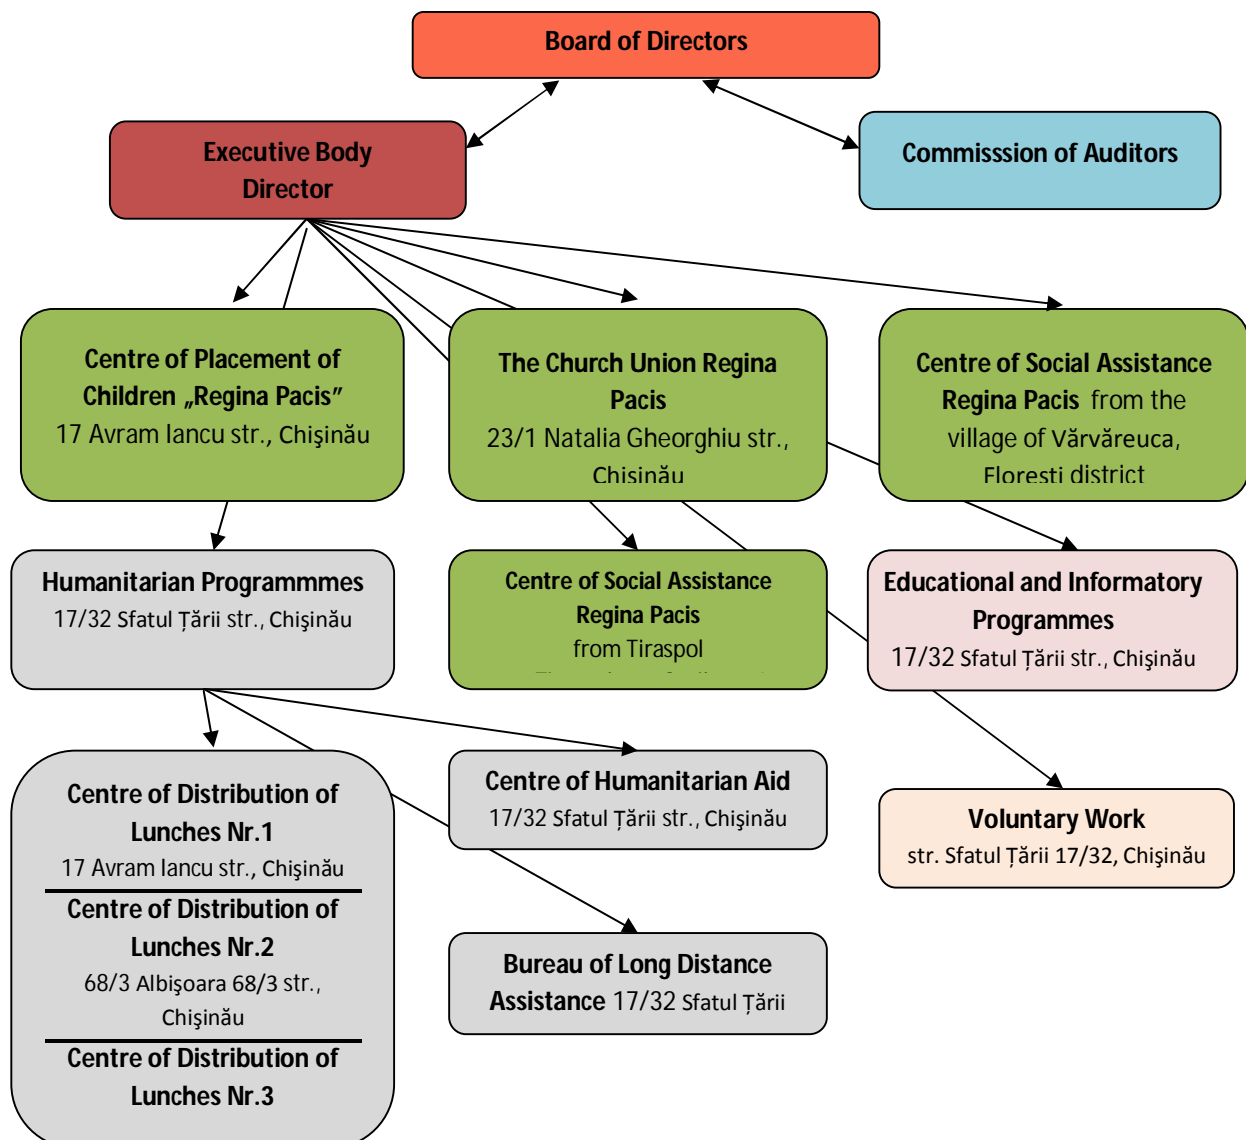 Board of Directors
Executive Body
Director
Commisssion of Auditors
Centre of Placement of
Children „Regina Pacis”
17 Avram Iancu str., Chişinău
The Church Union Regina
Pacis
23/1 Natalia Gheorghiu str.,
Chisinău
Centre of Social Assistance
Regina Pacis from the
village of Vărvăreuca,
Floresti district
Humanitarian Programmmes
17/32 Sfatul Ţării str., Chişinău
Centre of Social Assistance
Regina Pacis
from Tiraspol
Educational and Informatory
Programmes
17/32 Sfatul Ţării str., Chişinău
Centre of Distribution of
Lunches Nr.1
17 Avram Iancu str., Chişinău
Centre of Distribution of
Lunches Nr.2
68/3 Albişoara 68/3 str.,
Chişinău
Centre of Distribution of
Lunches Nr.3
Centre of Humanitarian Aid
17/32 Sfatul Ţării str., Chişinău
Voluntary Work
str. Sfatul Ţării 17/32, Chişinău
Bureau of Long Distance
Assistance 17/32 Sfatul Ţării